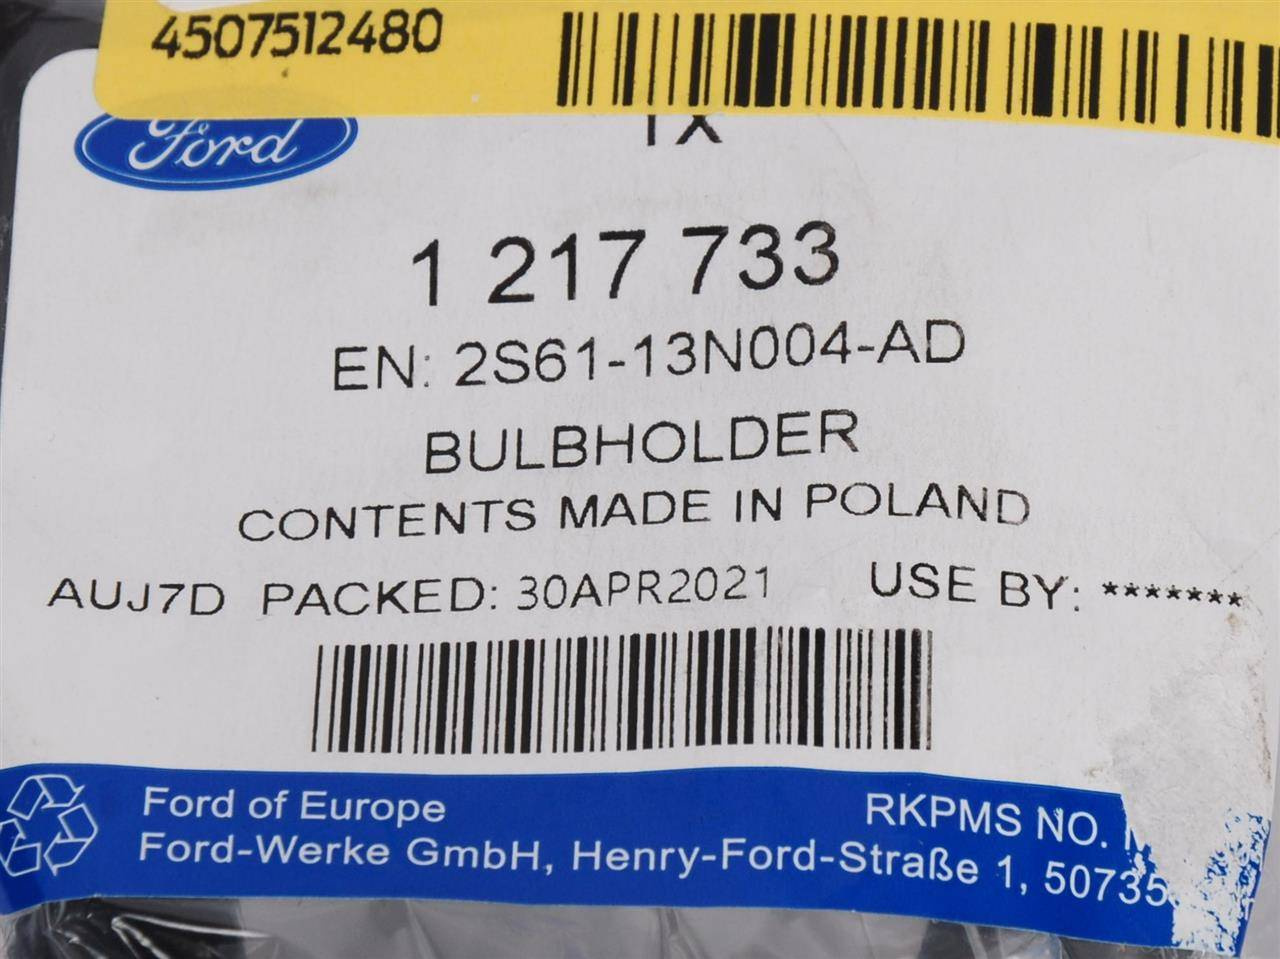 4507512480
Ford
1X
1 217 733
EN: 2S61-13N004-AD
BULBHOLDER
CONTENTS MADE IN POLAND
AUJ7D PACKED: 30APR2021 USE BY: *******
Ford of Europe RKPMS NO.
Ford-Werke GmbH, Henry-Ford-Straße 1, 50735